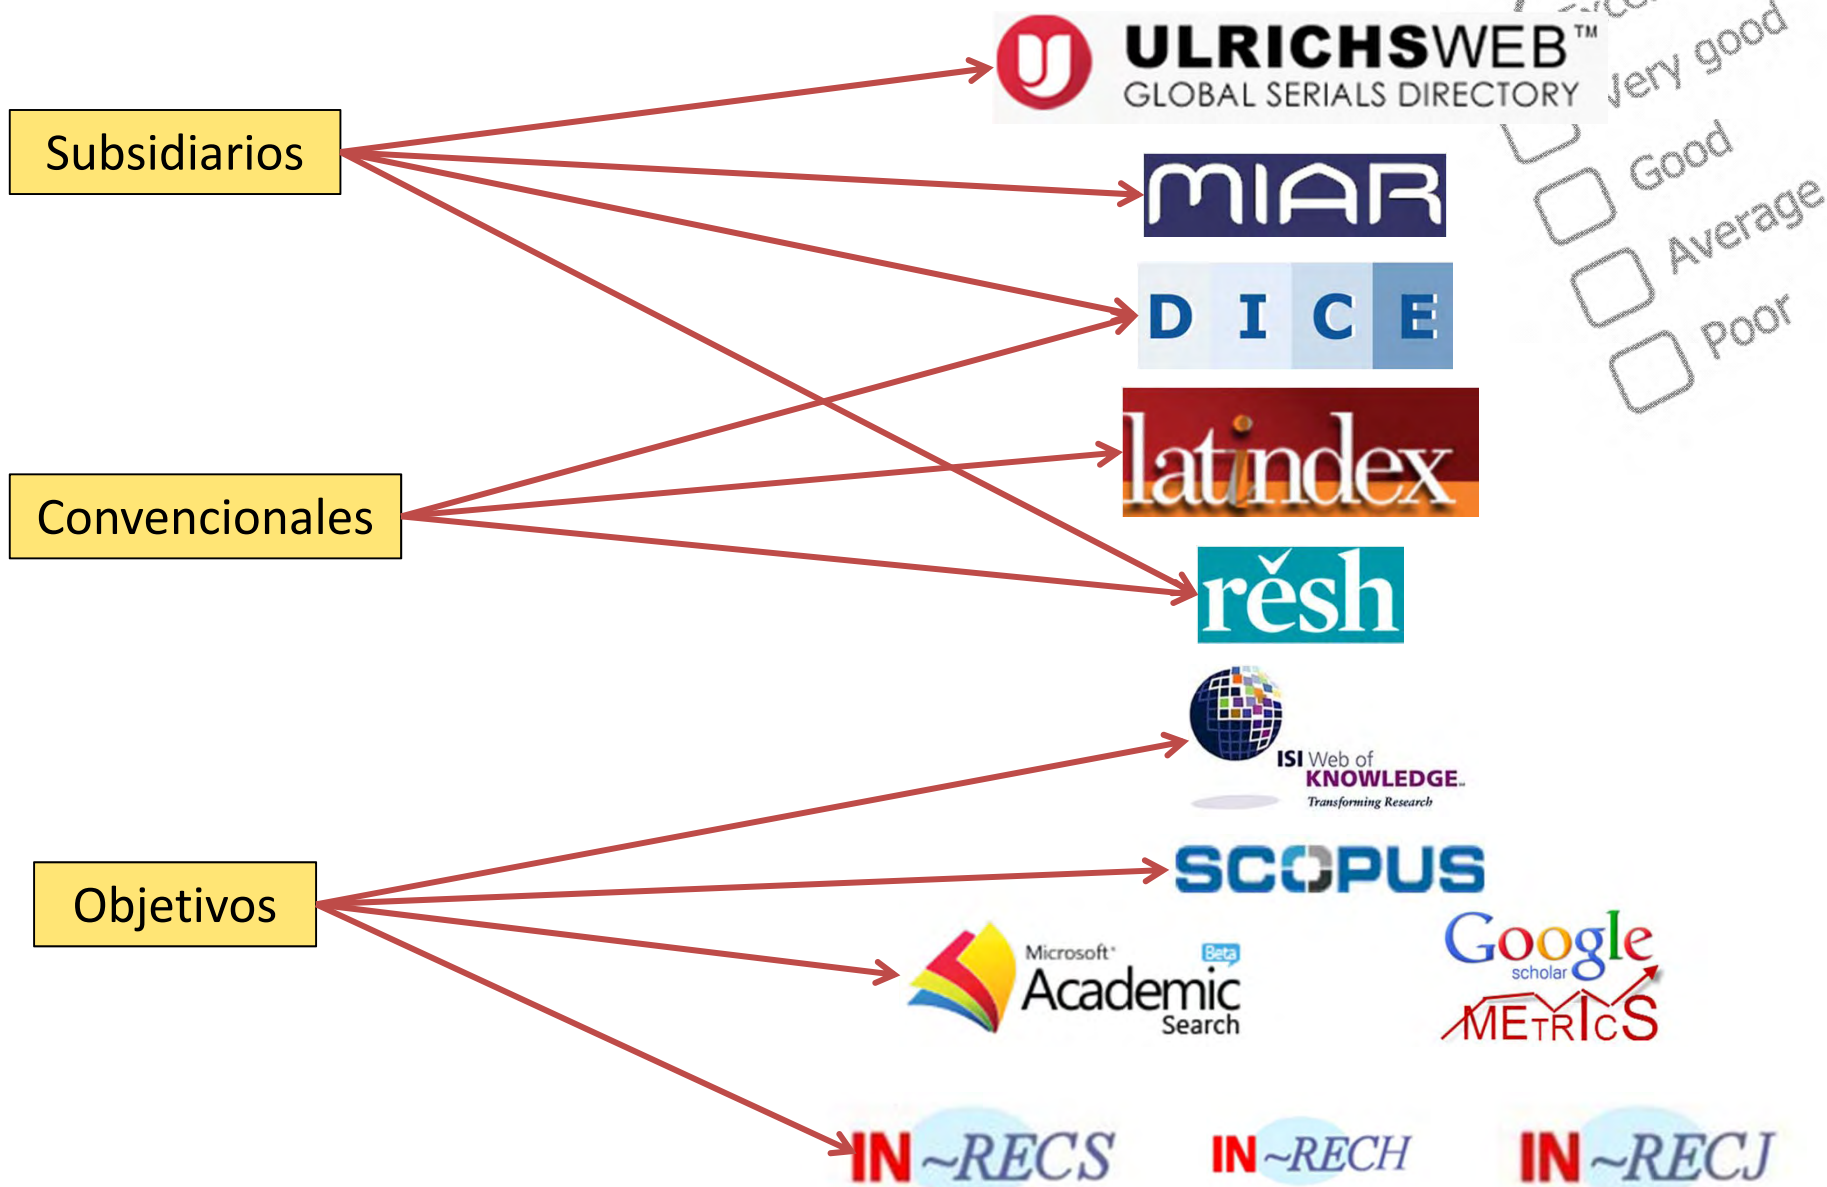 Subsidiarios
Convencionales
Objetivos
ULRICHSWEB™
GLOBAL SERIALS DIRECTORY
MIAR
DICE
latindex
rěsh
ISI Web of
KNOWLEDGE
Transforming Research
SCOPUS
Microsoft
Academic
Search
Beta
Google
scholar
METRICS
IN~RECS
IN~RECH
IN~RECJ
Very good
Good
Average
Poor